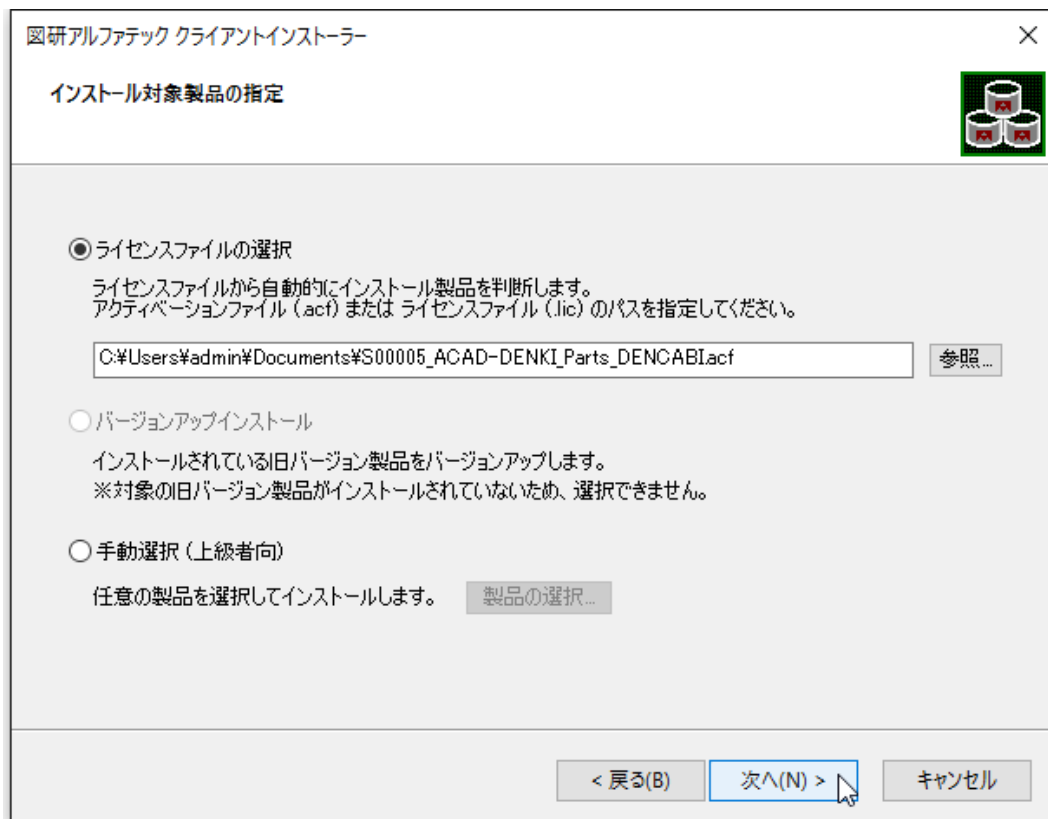 図研アルファテック クライアントインストーラー
インストール対象製品の指定
ライセンスファイルの選択
ライセンスファイルから自動的にインストール製品を判断します。
アクティベーションファイル (.acf) または ライセンスファイル (.lic) のパスを指定してください。
C:¥Users¥admin¥Documents¥S00005_ACAD-DENKI_Parts_DENCABI.acf
参照...
バージョンアップインストール
インストールされている旧バージョン製品をバージョンアップします。
※対象の旧バージョン製品がインストールされていないため、選択できません。
手動選択 (上級者向)
任意の製品を選択してインストールします。 製品の選択...
< 戻る(B) 次へ(N) > キャンセル